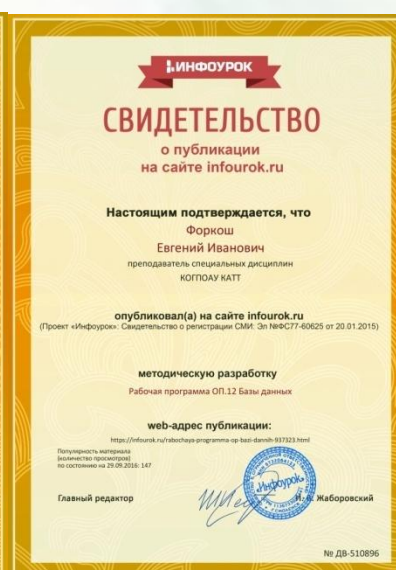 ИНФОУРОК
СВИДЕТЕЛЬСТВО
о публикации
на сайте infourok.ru
Настоящим подтверждается, что
Форкош
Евгений Иванович
преподаватель специальных дисциплин
КОГПОАУ КАТТ
опубликовал(а) на сайте infourok.ru
(Проект «Инфоурок»: Свидетельство о регистрации СМИ: Эл №ФС77-60625 от 20.01.2015)
методическую разработку
Рабочая программа ОП.12 Базы данных
web-адрес публикации:
https://infourok.ru/rabochaya-programma-op-bazi-dannih-937323.html
Популярность материала
(количество просмотров)
по состоянию на 29.09.2016: 147
Главный редактор
«Инфоурок»
И. В. Жаборовский
№ ДВ-510896